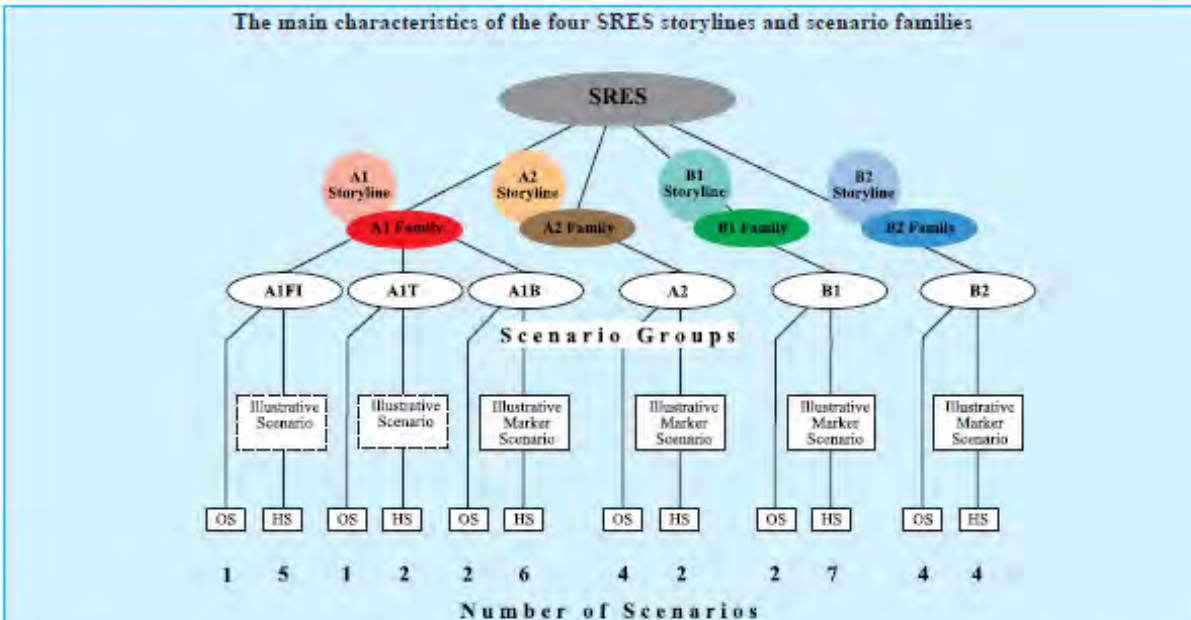 The main characteristics of the four SRES storylines and scenario families
SRES
A1
Storyline
A2
Storyline
B1
Storyline
B2
Storyline
A1 Family
A2 Family
B1 Family
B2 Family
A1FI
A1T
A1B
A2
B1
B2
Scenario Groups
Illustrative
Scenario
Illustrative
Scenario
Illustrative
Marker
Scenario
Illustrative
Marker
Scenario
Illustrative
Marker
Scenario
Illustrative
Marker
Scenario
OS HS OS HS OS HS OS HS OS HS OS HS
1 5 1 2 2 6 4 2 2 7 4 4
Number of Scenarios